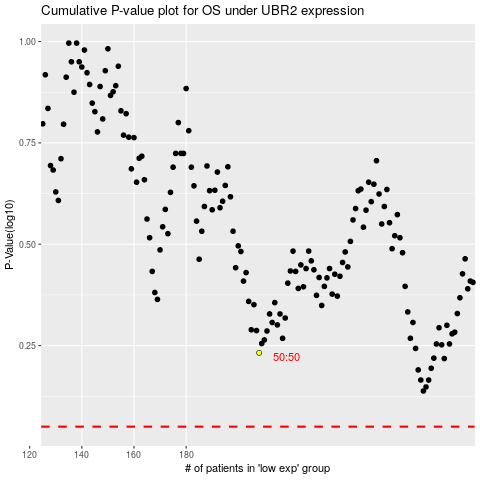 Cumulative P-value plot for OS under UBR2 expression
P-Value(log10)
1.00
0.75
0.50
0.25
50:50
120 140 160 180
# of patients in 'low exp' group